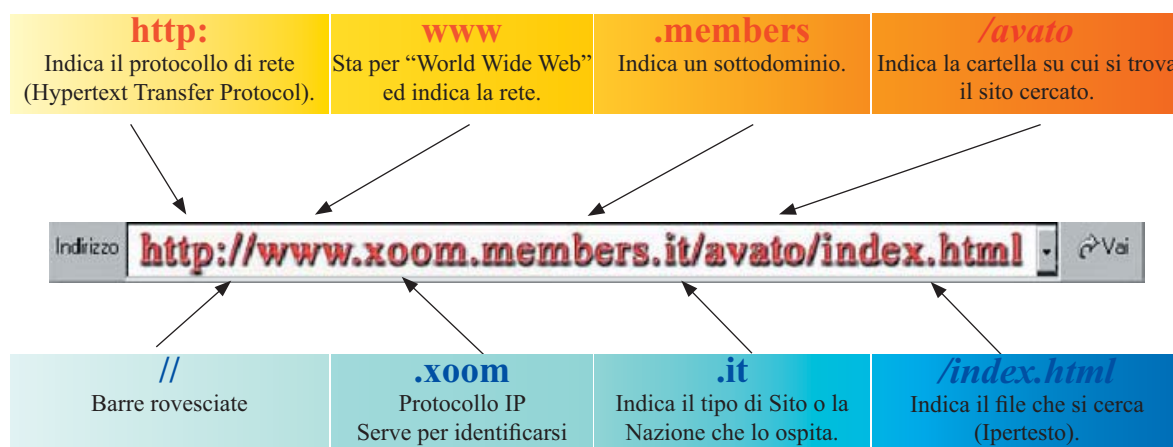 http:
Indica il protocollo di rete
(Hypertext Transfer Protocol).
www
Sta per “World Wide Web”
ed indica la rete.
.members
Indica un sottodominio.
/avato
Indica la cartella su cui si trova
il sito cercato.
Indirizzo http://www.xoom.members.it/avato/index.html Vai
//
Barre rovesciate
.xoom
Protocollo IP
Serve per identificarsi
.it
Indica il tipo di Sito o la
Nazione che lo ospita.
/index.html
Indica il file che si cerca
(Ipertesto).